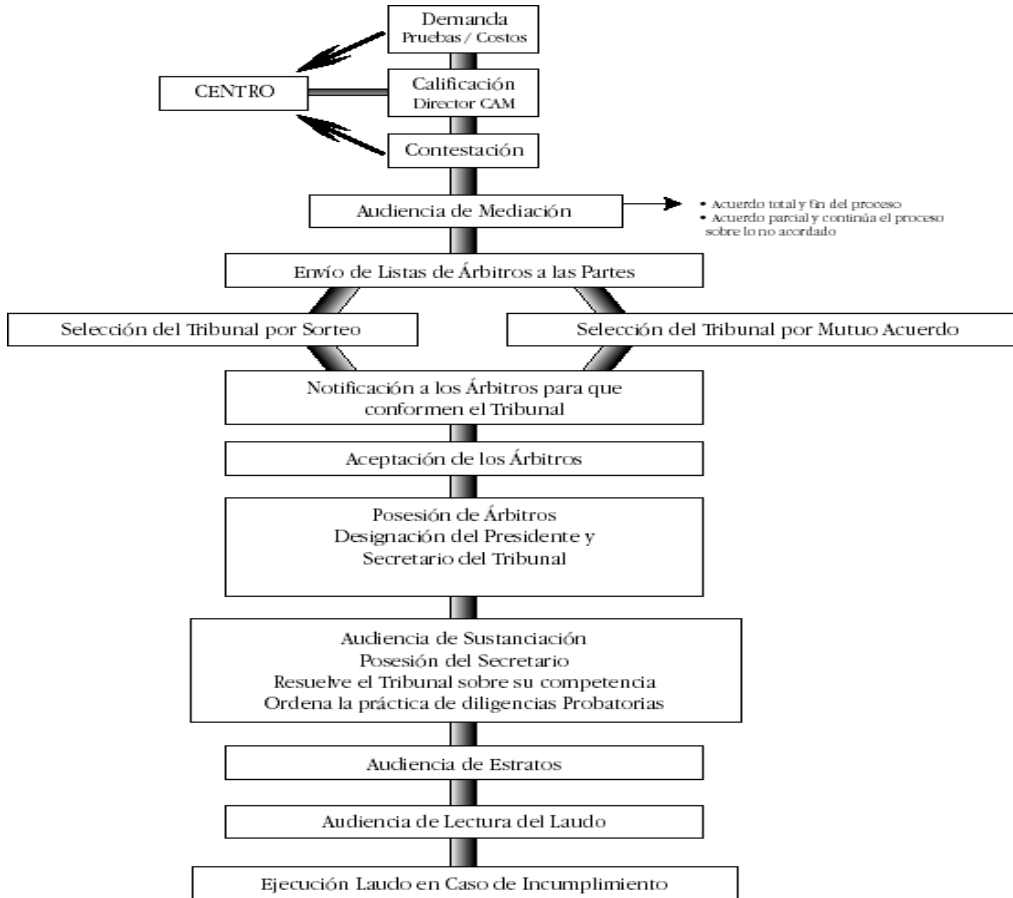 Demanda
Pruebas / Costos
CENTRO
Calificación
Director CAM
Contestación
Audiencia de Mediación
• Acuerdo total y fin del proceso
• Acuerdo parcial y continúa el proceso
sobre lo no acordado
Envío de Listas de Árbitros a las Partes
Selección del Tribunal por Sorteo
Selección del Tribunal por Mutuo Acuerdo
Notificación a los Árbitros para que
conformen el Tribunal
Aceptación de los Árbitros
Posesión de Árbitros
Designación del Presidente y
Secretario del Tribunal
Audiencia de Sustanciación
Posesión del Secretario
Resuelve el Tribunal sobre su competencia
Ordena la práctica de diligencias Probatorias
Audiencia de Estratos
Audiencia de Lectura del Laudo
Ejecución Laudo en Caso de Incumplimiento